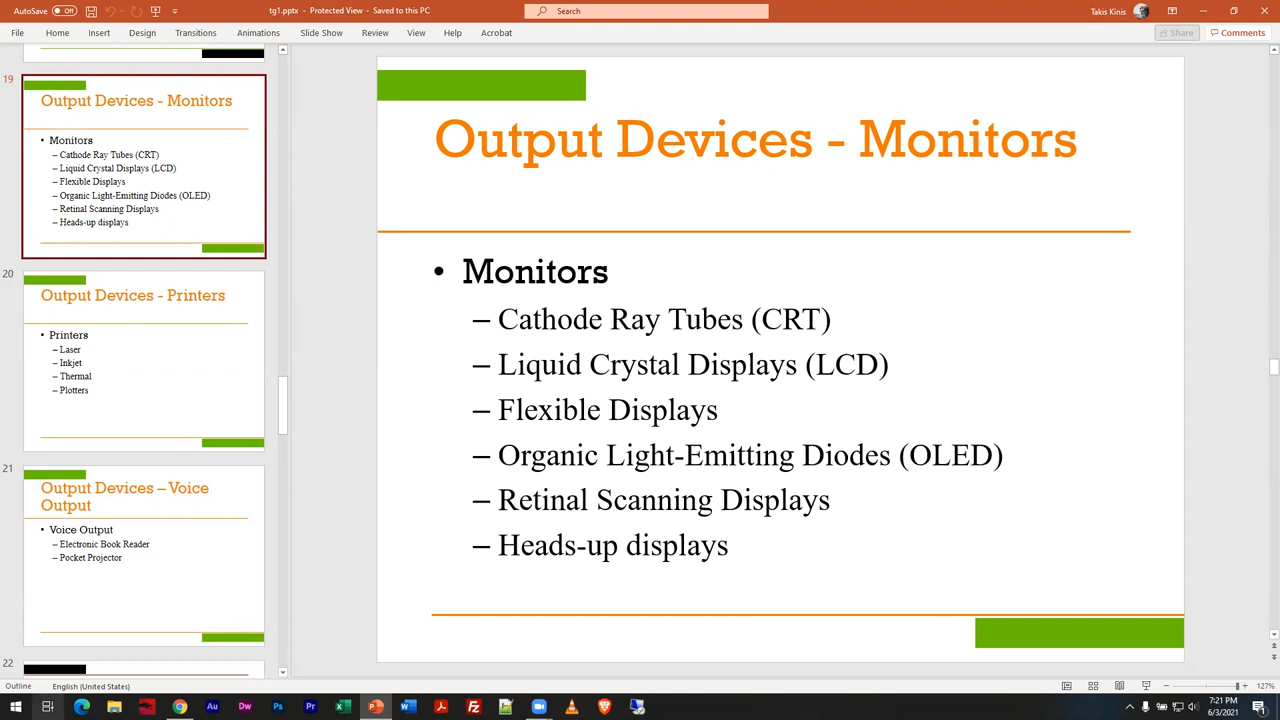 AutoSave Off
tg1.pptx - Protected View - Saved to this PC
Search
Takis Kinis
File Home Insert Design Transitions Animations Slide Show Review View Help Acrobat
Share Comments
19
Output Devices - Monitors
• Monitors
– Cathode Ray Tubes (CRT)
– Liquid Crystal Displays (LCD)
– Flexible Displays
– Organic Light-Emitting Diodes (OLED)
– Retinal Scanning Displays
– Heads-up displays
20
Output Devices - Printers
• Printers
– Laser
– Inkjet
– Thermal
– Plotters
21
Output Devices – Voice
Output
• Voice Output
– Electronic Book Reader
– Pocket Projector
22
Output Devices - Monitors
• Monitors
– Cathode Ray Tubes (CRT)
– Liquid Crystal Displays (LCD)
– Flexible Displays
– Organic Light-Emitting Diodes (OLED)
– Retinal Scanning Displays
– Heads-up displays
Outline English (United States)
127%
Au Dw Ps Pr
7:21 PM
6/3/2021